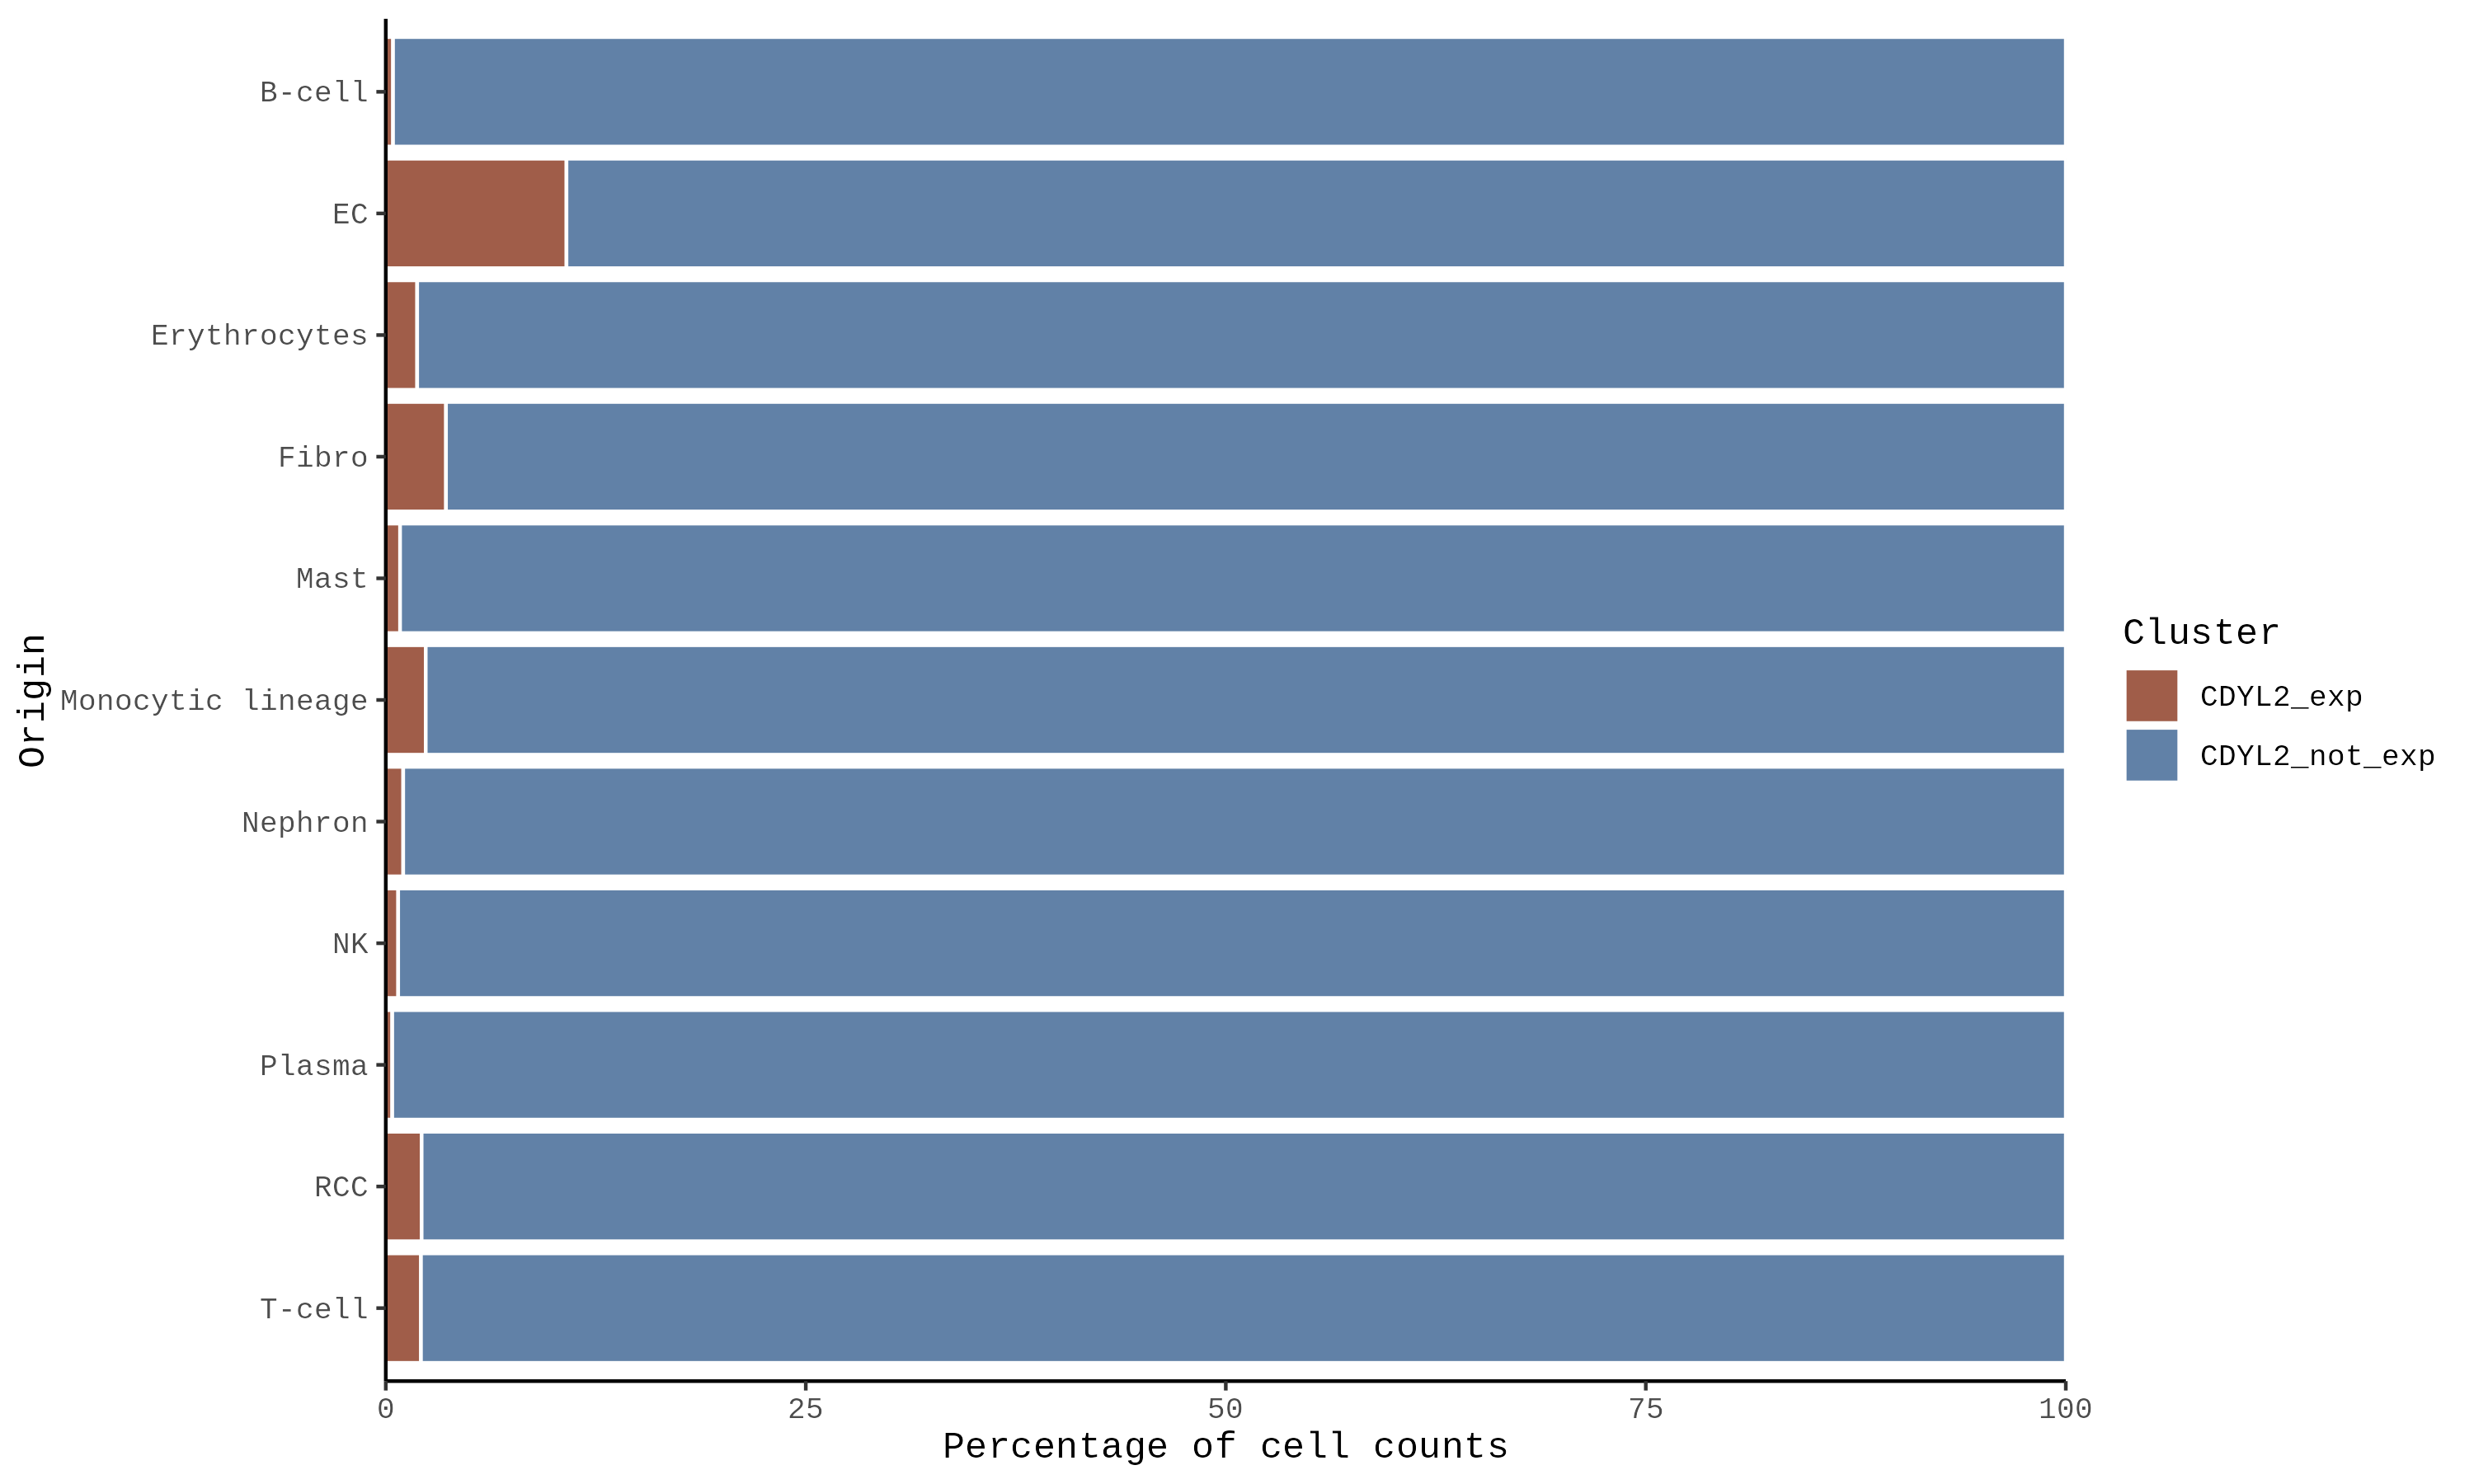 B-cell
EC
Erythrocytes
Fibro
Mast
Monocytic lineage
Nephron
NK
Plasma
RCC
T-cell
Origin
0 25 50 75 100
Percentage of cell counts
Cluster
CDYL2_exp
CDYL2_not_exp